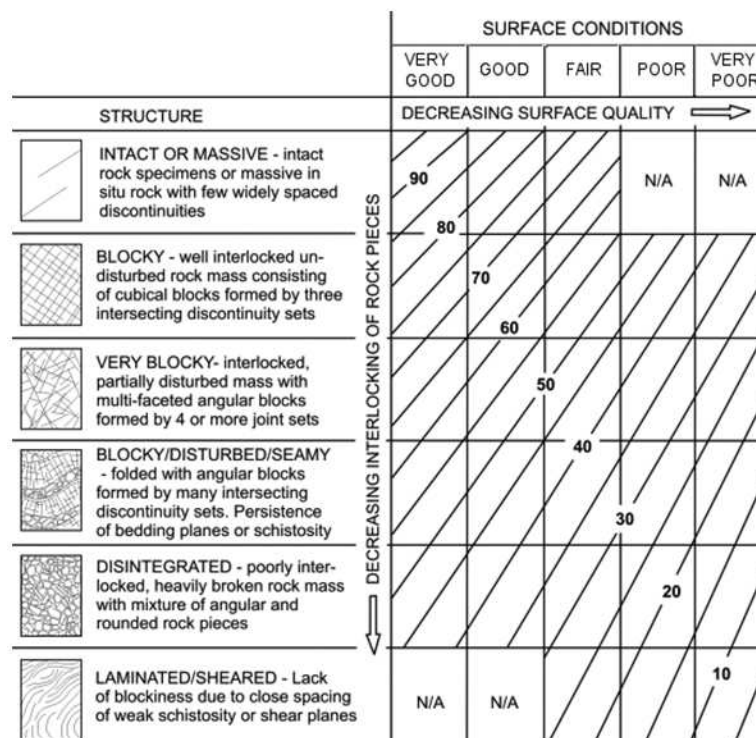 SURFACE CONDITIONS
VERY GOOD
GOOD
FAIR
POOR
VERY POOR
STRUCTURE
DECREASING SURFACE QUALITY
DECREASING INTERLOCKING OF ROCK PIECES
INTACT OR MASSIVE - intact
rock specimens or massive in
situ rock with few widely spaced
discontinuities
90
N/A
N/A
80
BLOCKY - well interlocked un-
disturbed rock mass consisting
of cubical blocks formed by three
intersecting discontinuity sets
70
60
VERY BLOCKY- interlocked,
partially disturbed mass with
multi-faceted angular blocks
formed by 4 or more joint sets
50
40
BLOCKY/DISTURBED/SEAMY
- folded with angular blocks
formed by many intersecting
discontinuity sets. Persistence
of bedding planes or schistosity
30
DISINTEGRATED - poorly inter-
locked, heavily broken rock mass
with mixture of angular and
rounded rock pieces
20
LAMINATED/SHEARED - Lack
of blockiness due to close spacing
of weak schistosity or shear planes
N/A
N/A
10